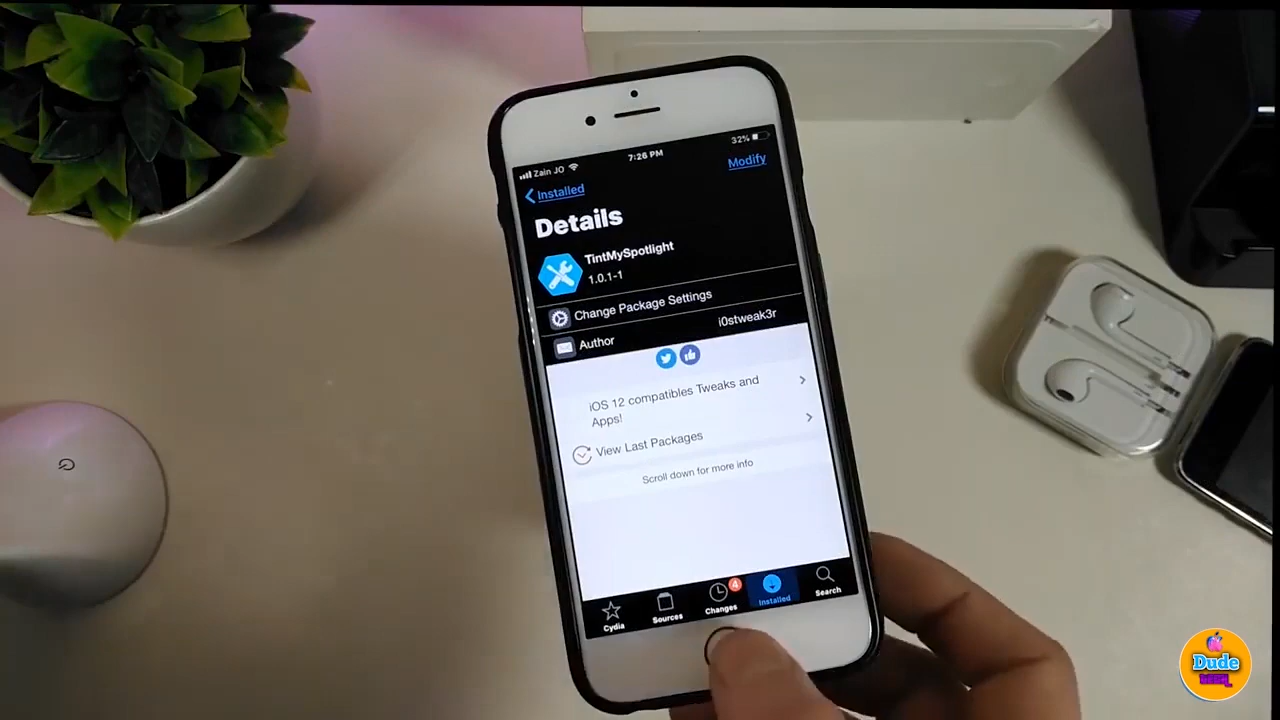 Zain JO
7:26 PM
32%
Installed
Modify
Details
TintMySpotlight
1.0.1-1
Change Package Settings
Author
i0stweak3r
iOS 12 compatibles Tweaks and
Apps!
View Last Packages
Scroll down for more info
Cydia
Sources
4
Changes
Installed
Search
Dude